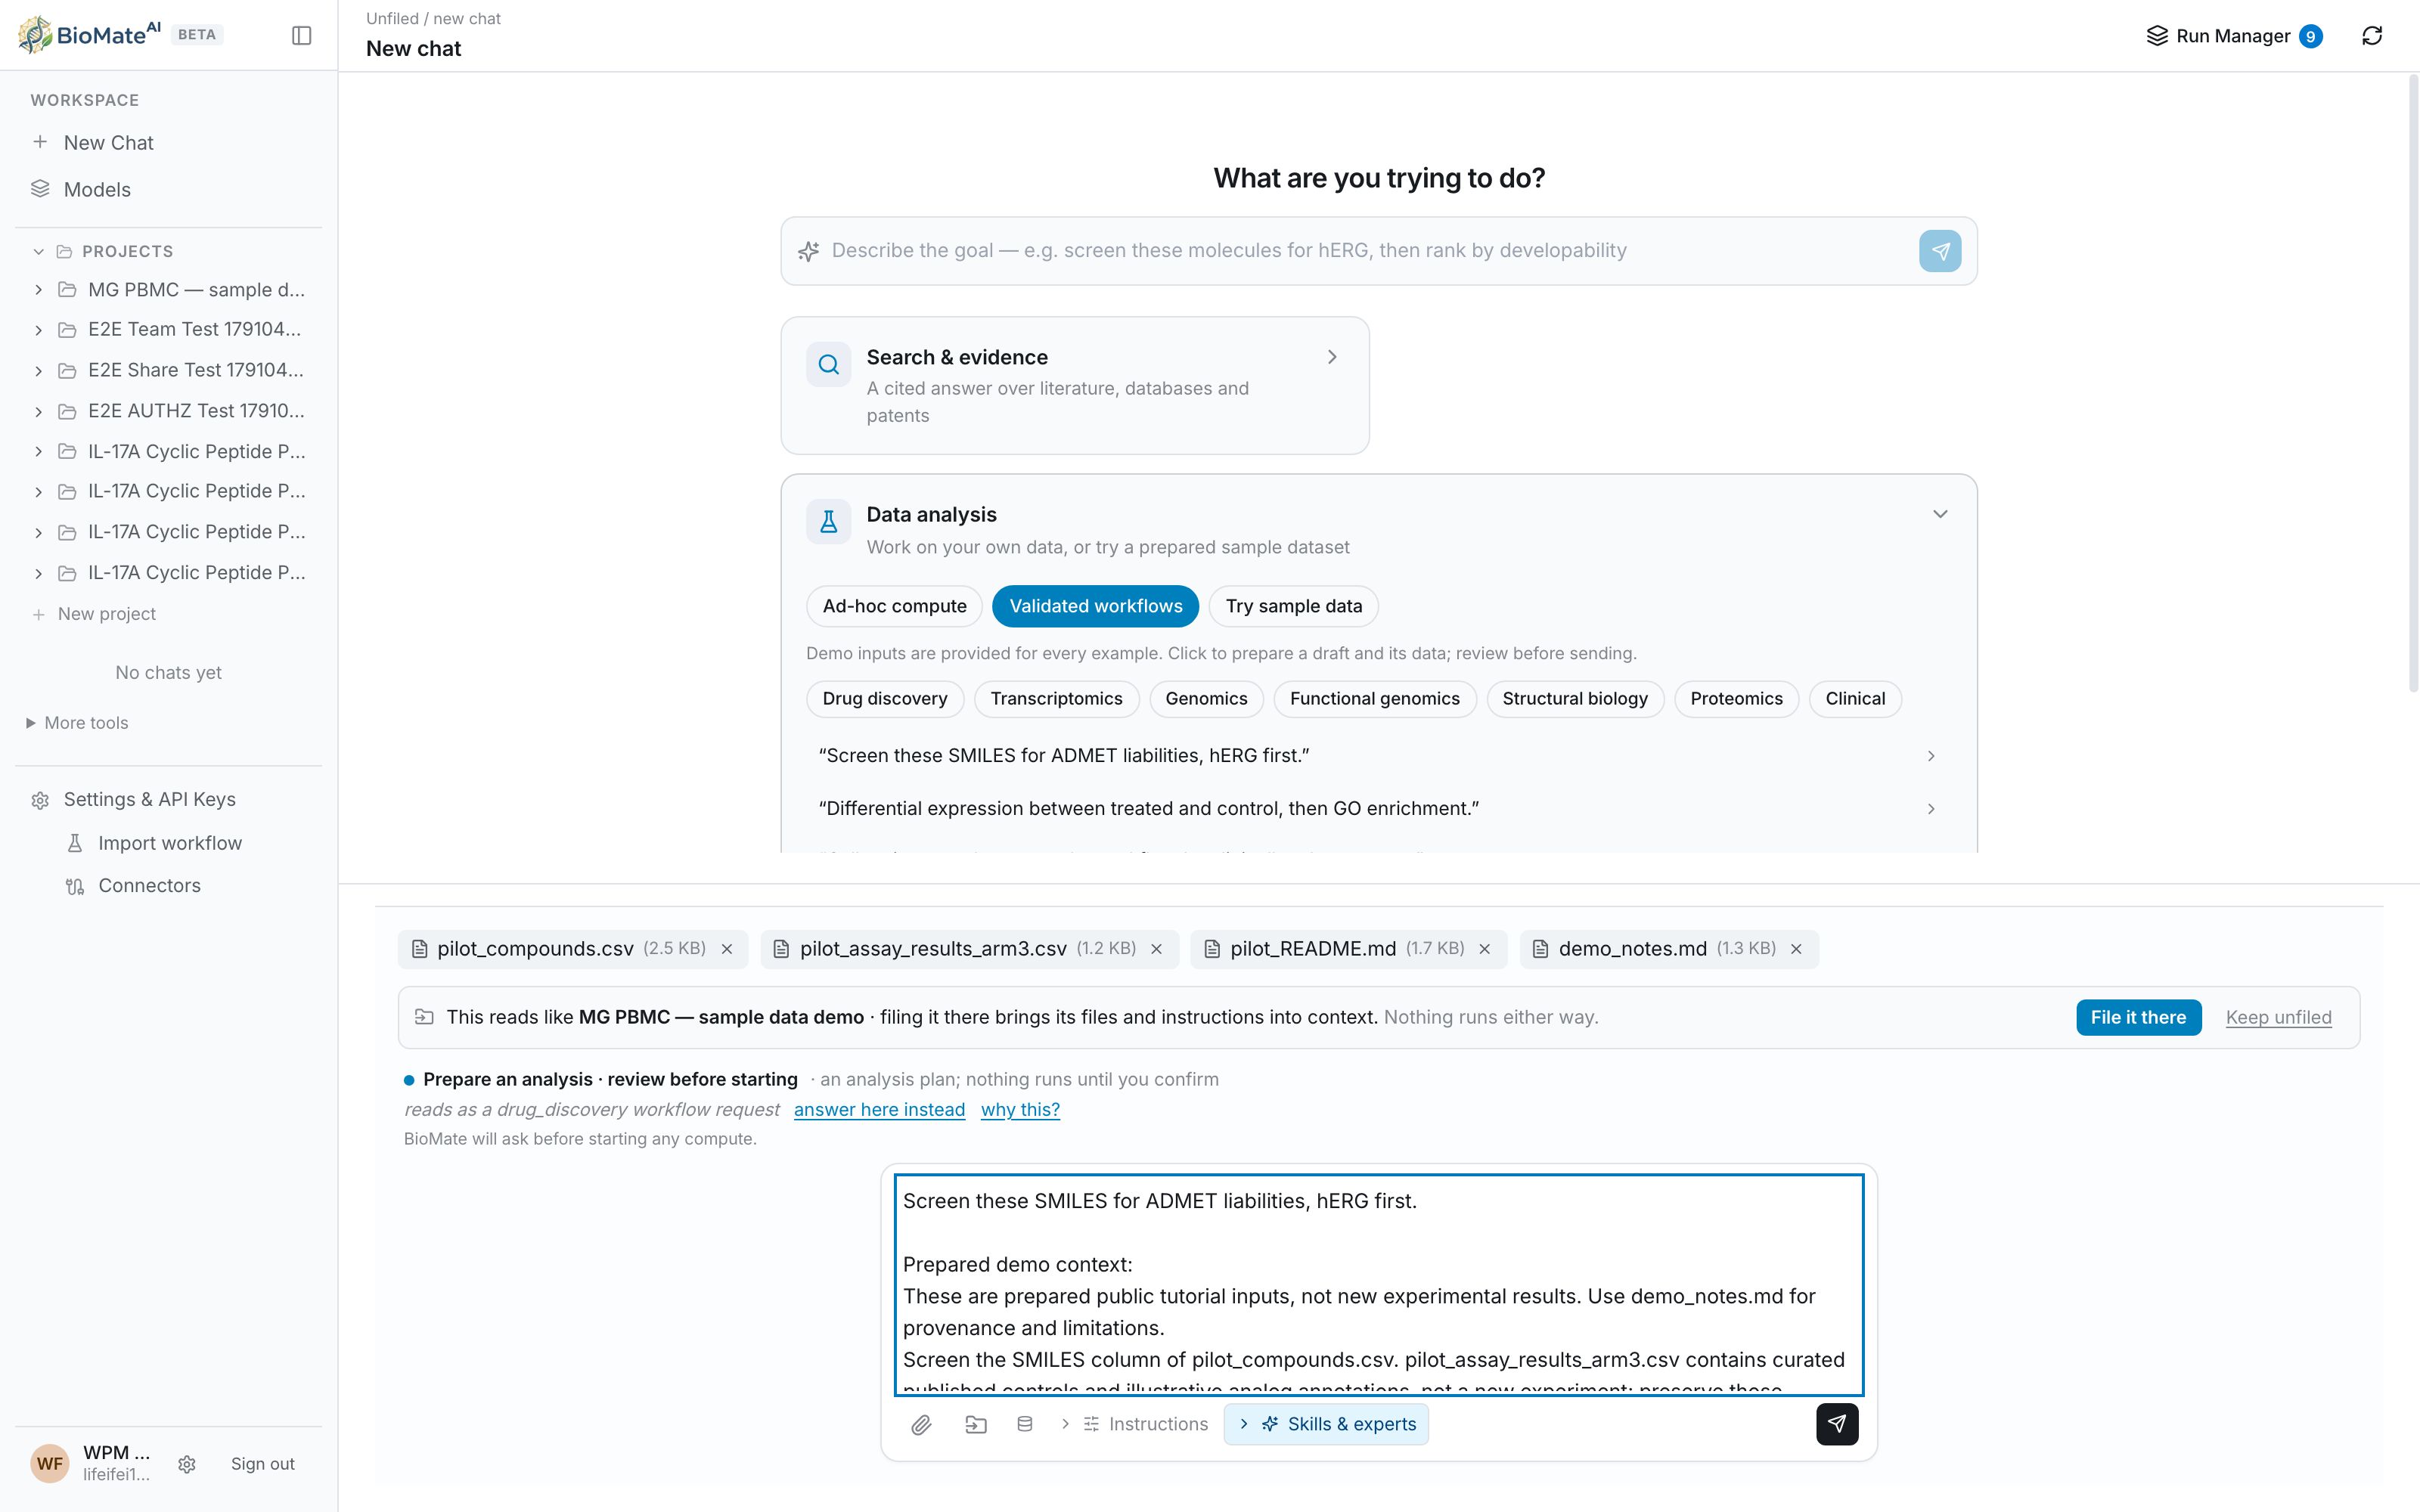 BioMate AI BETA
WORKSPACE
New Chat
Models
PROJECTS
MG PBMC — sample d...
E2E Team Test 179104...
E2E Share Test 179104...
E2E AUTHZ Test 17910...
IL-17A Cyclic Peptide P...
IL-17A Cyclic Peptide P...
IL-17A Cyclic Peptide P...
IL-17A Cyclic Peptide P...
New project
No chats yet
More tools
Settings & API Keys
Import workflow
Connectors
WF WPM ...
lifeifei1...
Sign out
Unfiled / new chat
New chat
Run Manager 9
What are you trying to do?
Describe the goal — e.g. screen these molecules for hERG, then rank by developability
Search & evidence
A cited answer over literature, databases and
patents
Data analysis
Work on your own data, or try a prepared sample dataset
Ad-hoc compute Validated workflows Try sample data
Demo inputs are provided for every example. Click to prepare a draft and its data; review before sending.
Drug discovery Transcriptomics Genomics Functional genomics Structural biology Proteomics Clinical
“Screen these SMILES for ADMET liabilities, hERG first.”
“Differential expression between treated and control, then GO enrichment.”
pilot_compounds.csv (2.5 KB) pilot_assay_results_arm3.csv (1.2 KB) pilot_README.md (1.7 KB) demo_notes.md (1.3 KB)
This reads like MG PBMC — sample data demo · filing it there brings its files and instructions into context. Nothing runs either way. File it there Keep unfiled
Prepare an analysis · review before starting · an analysis plan; nothing runs until you confirm
reads as a drug_discovery workflow request answer here instead why this?
BioMate will ask before starting any compute.
Screen these SMILES for ADMET liabilities, hERG first.
Prepared demo context:
These are prepared public tutorial inputs, not new experimental results. Use demo_notes.md for
provenance and limitations.
Screen the SMILES column of pilot_compounds.csv. pilot_assay_results_arm3.csv contains curated
published controls and illustrative analog annotations, not a new experiment; preserve those
Instructions Skills & experts